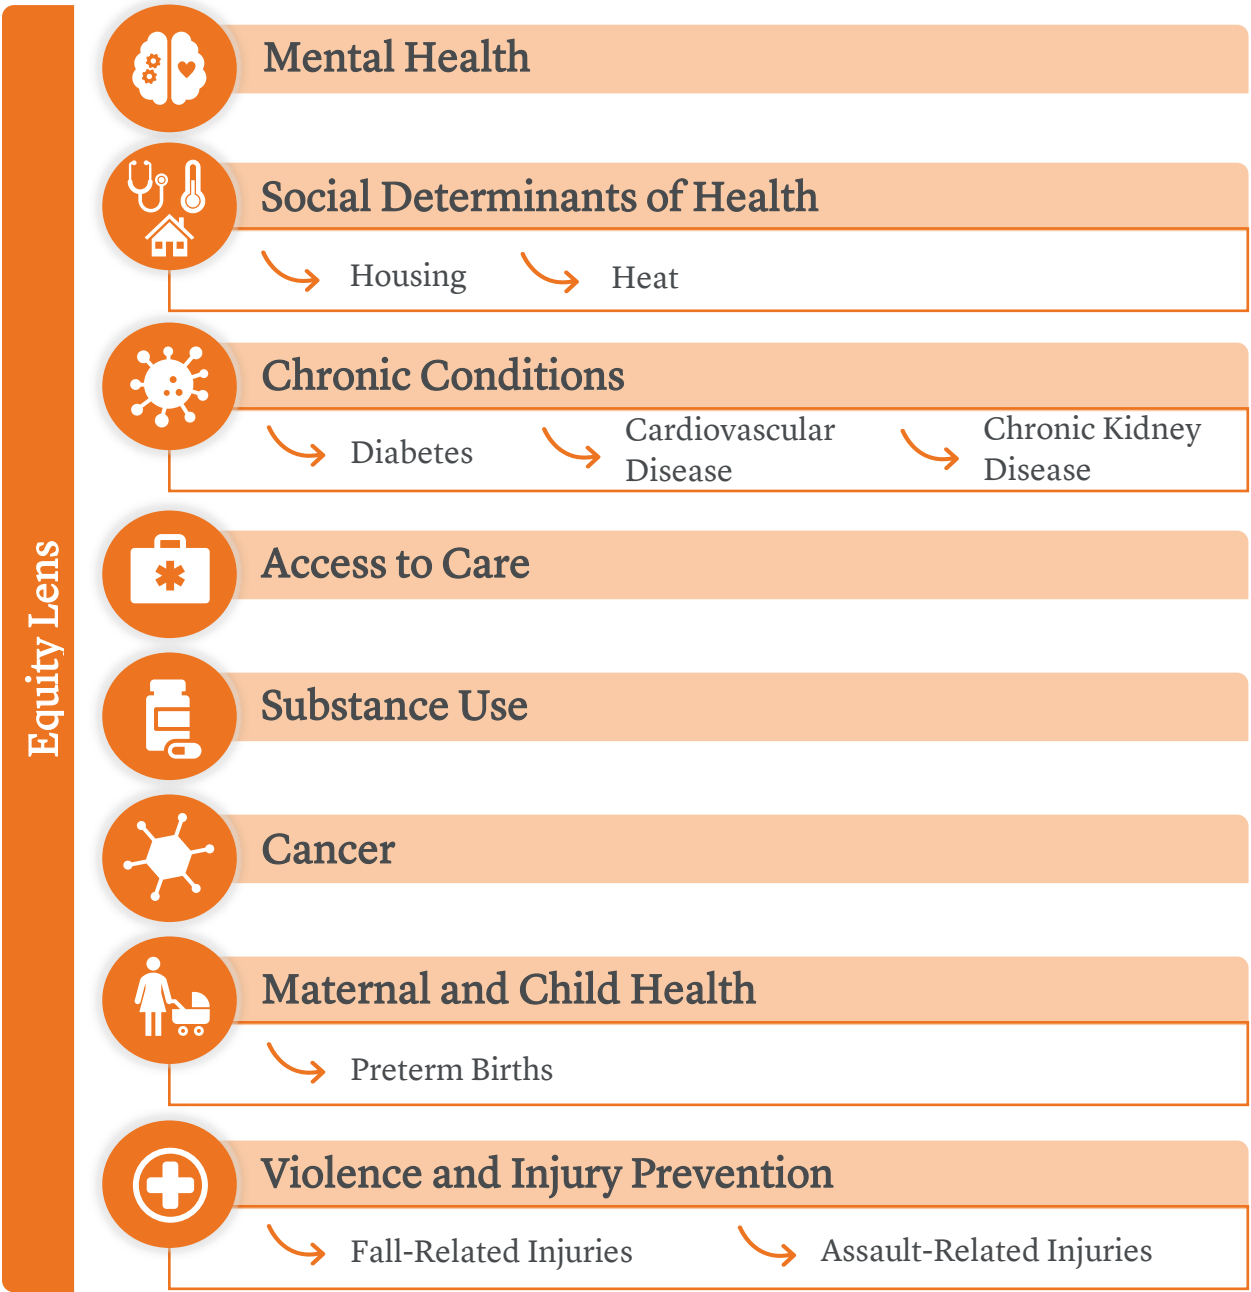 Equity Lens
Mental Health
Social Determinants of Health
Housing
Heat
Chronic Conditions
Diabetes
Cardiovascular
Disease
Chronic Kidney
Disease
Access to Care
Substance Use
Cancer
Maternal and Child Health
Preterm Births
Violence and Injury Prevention
Fall-Related Injuries
Assault-Related Injuries